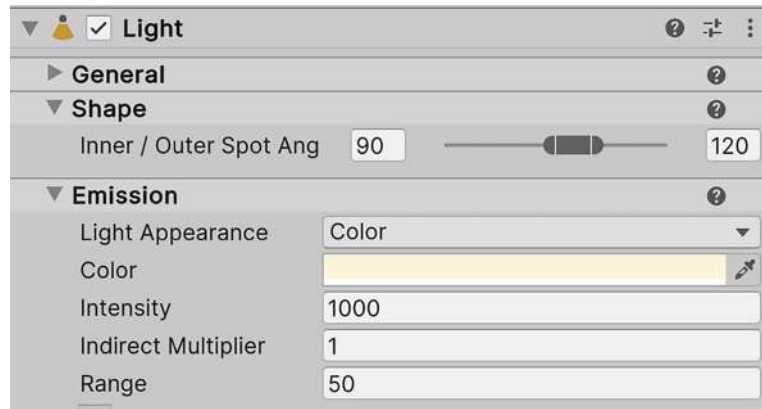 Light
General
Shape
Inner / Outer Spot Ang 90 120
Emission
Light Appearance Color
Color
Intensity 1000
Indirect Multiplier 1
Range 50